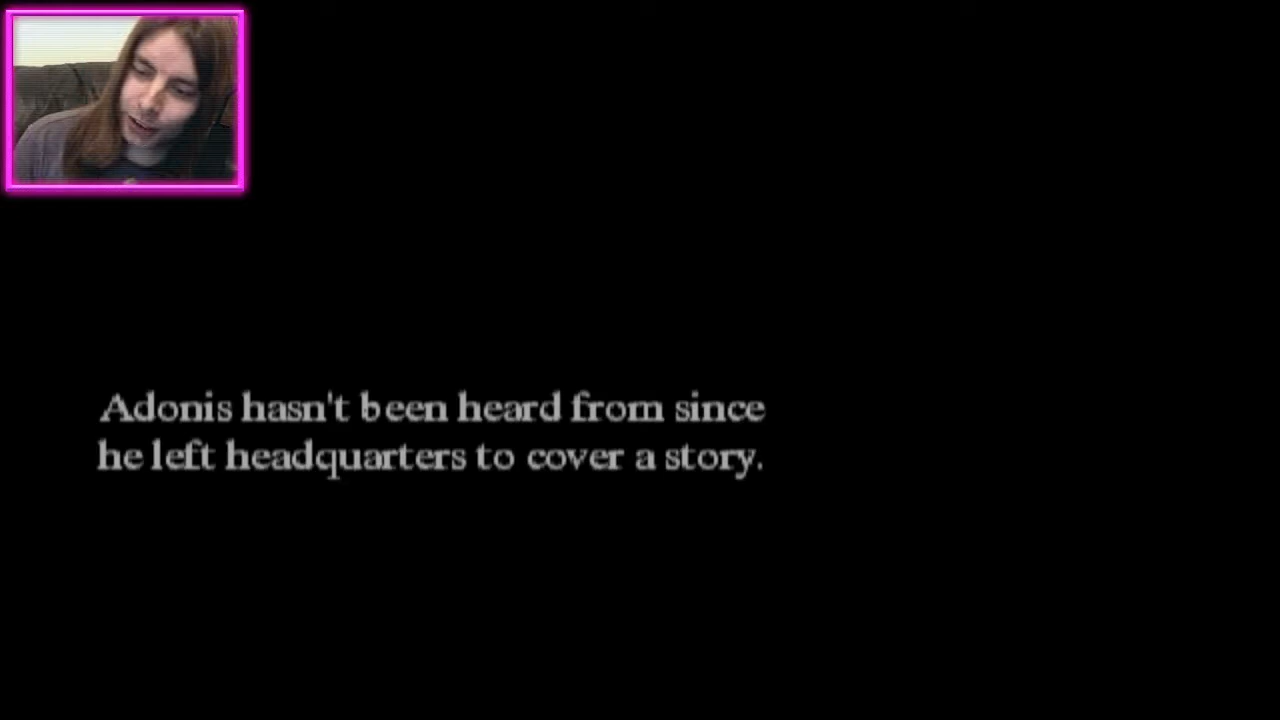 Adonis hasn't been heard from since
he left headquarters to cover a story.